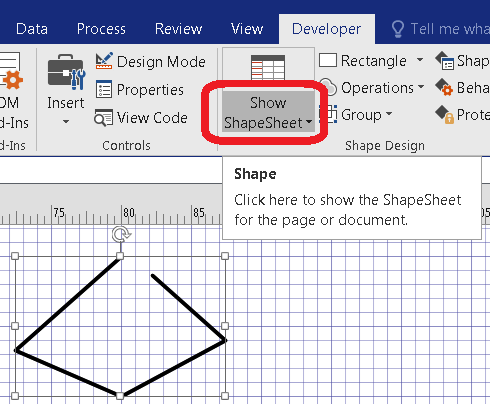 Data Process Review View Developer Tell me what
DM Insert Design Mode Show ShapeSheet Rectangle Shap
dd-Ins Properties Operations Beha
View Code Group Prote
d-Ins Controls Shape Design
Shape
Click here to show the ShapeSheet
for the page or document.
75 80 85